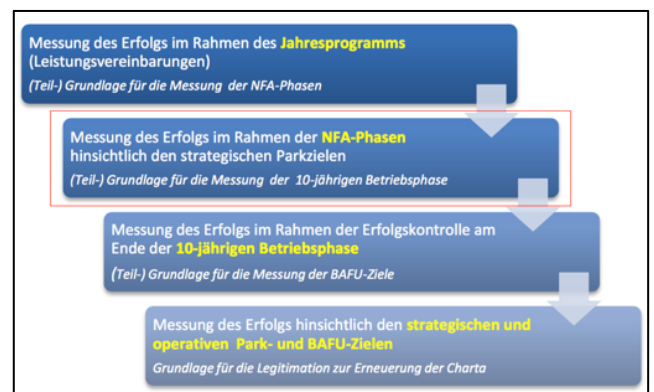 Messung des Erfolgs im Rahmen des Jahresprogramms
(Leistungsvereinbarungen)
(Teil-) Grundlage für die Messung der NFA-Phasen
Messung des Erfolgs im Rahmen der NFA-Phasen
hinsichtlich den strategischen Parkzielen
(Teil-) Grundlage für die Messung der 10-jährigen Betriebsphase
Messung des Erfolgs im Rahmen der Erfolgskontrolle am
Ende der 10-jährigen Betriebsphase
(Teil-) Grundlage für die Messung der BAFU-Ziele
Messung des Erfolgs hinsichtlich den strategischen und
operativen Park- und BAFU-Zielen
Grundlage für die Legitimation zur Erneuerung der Charta